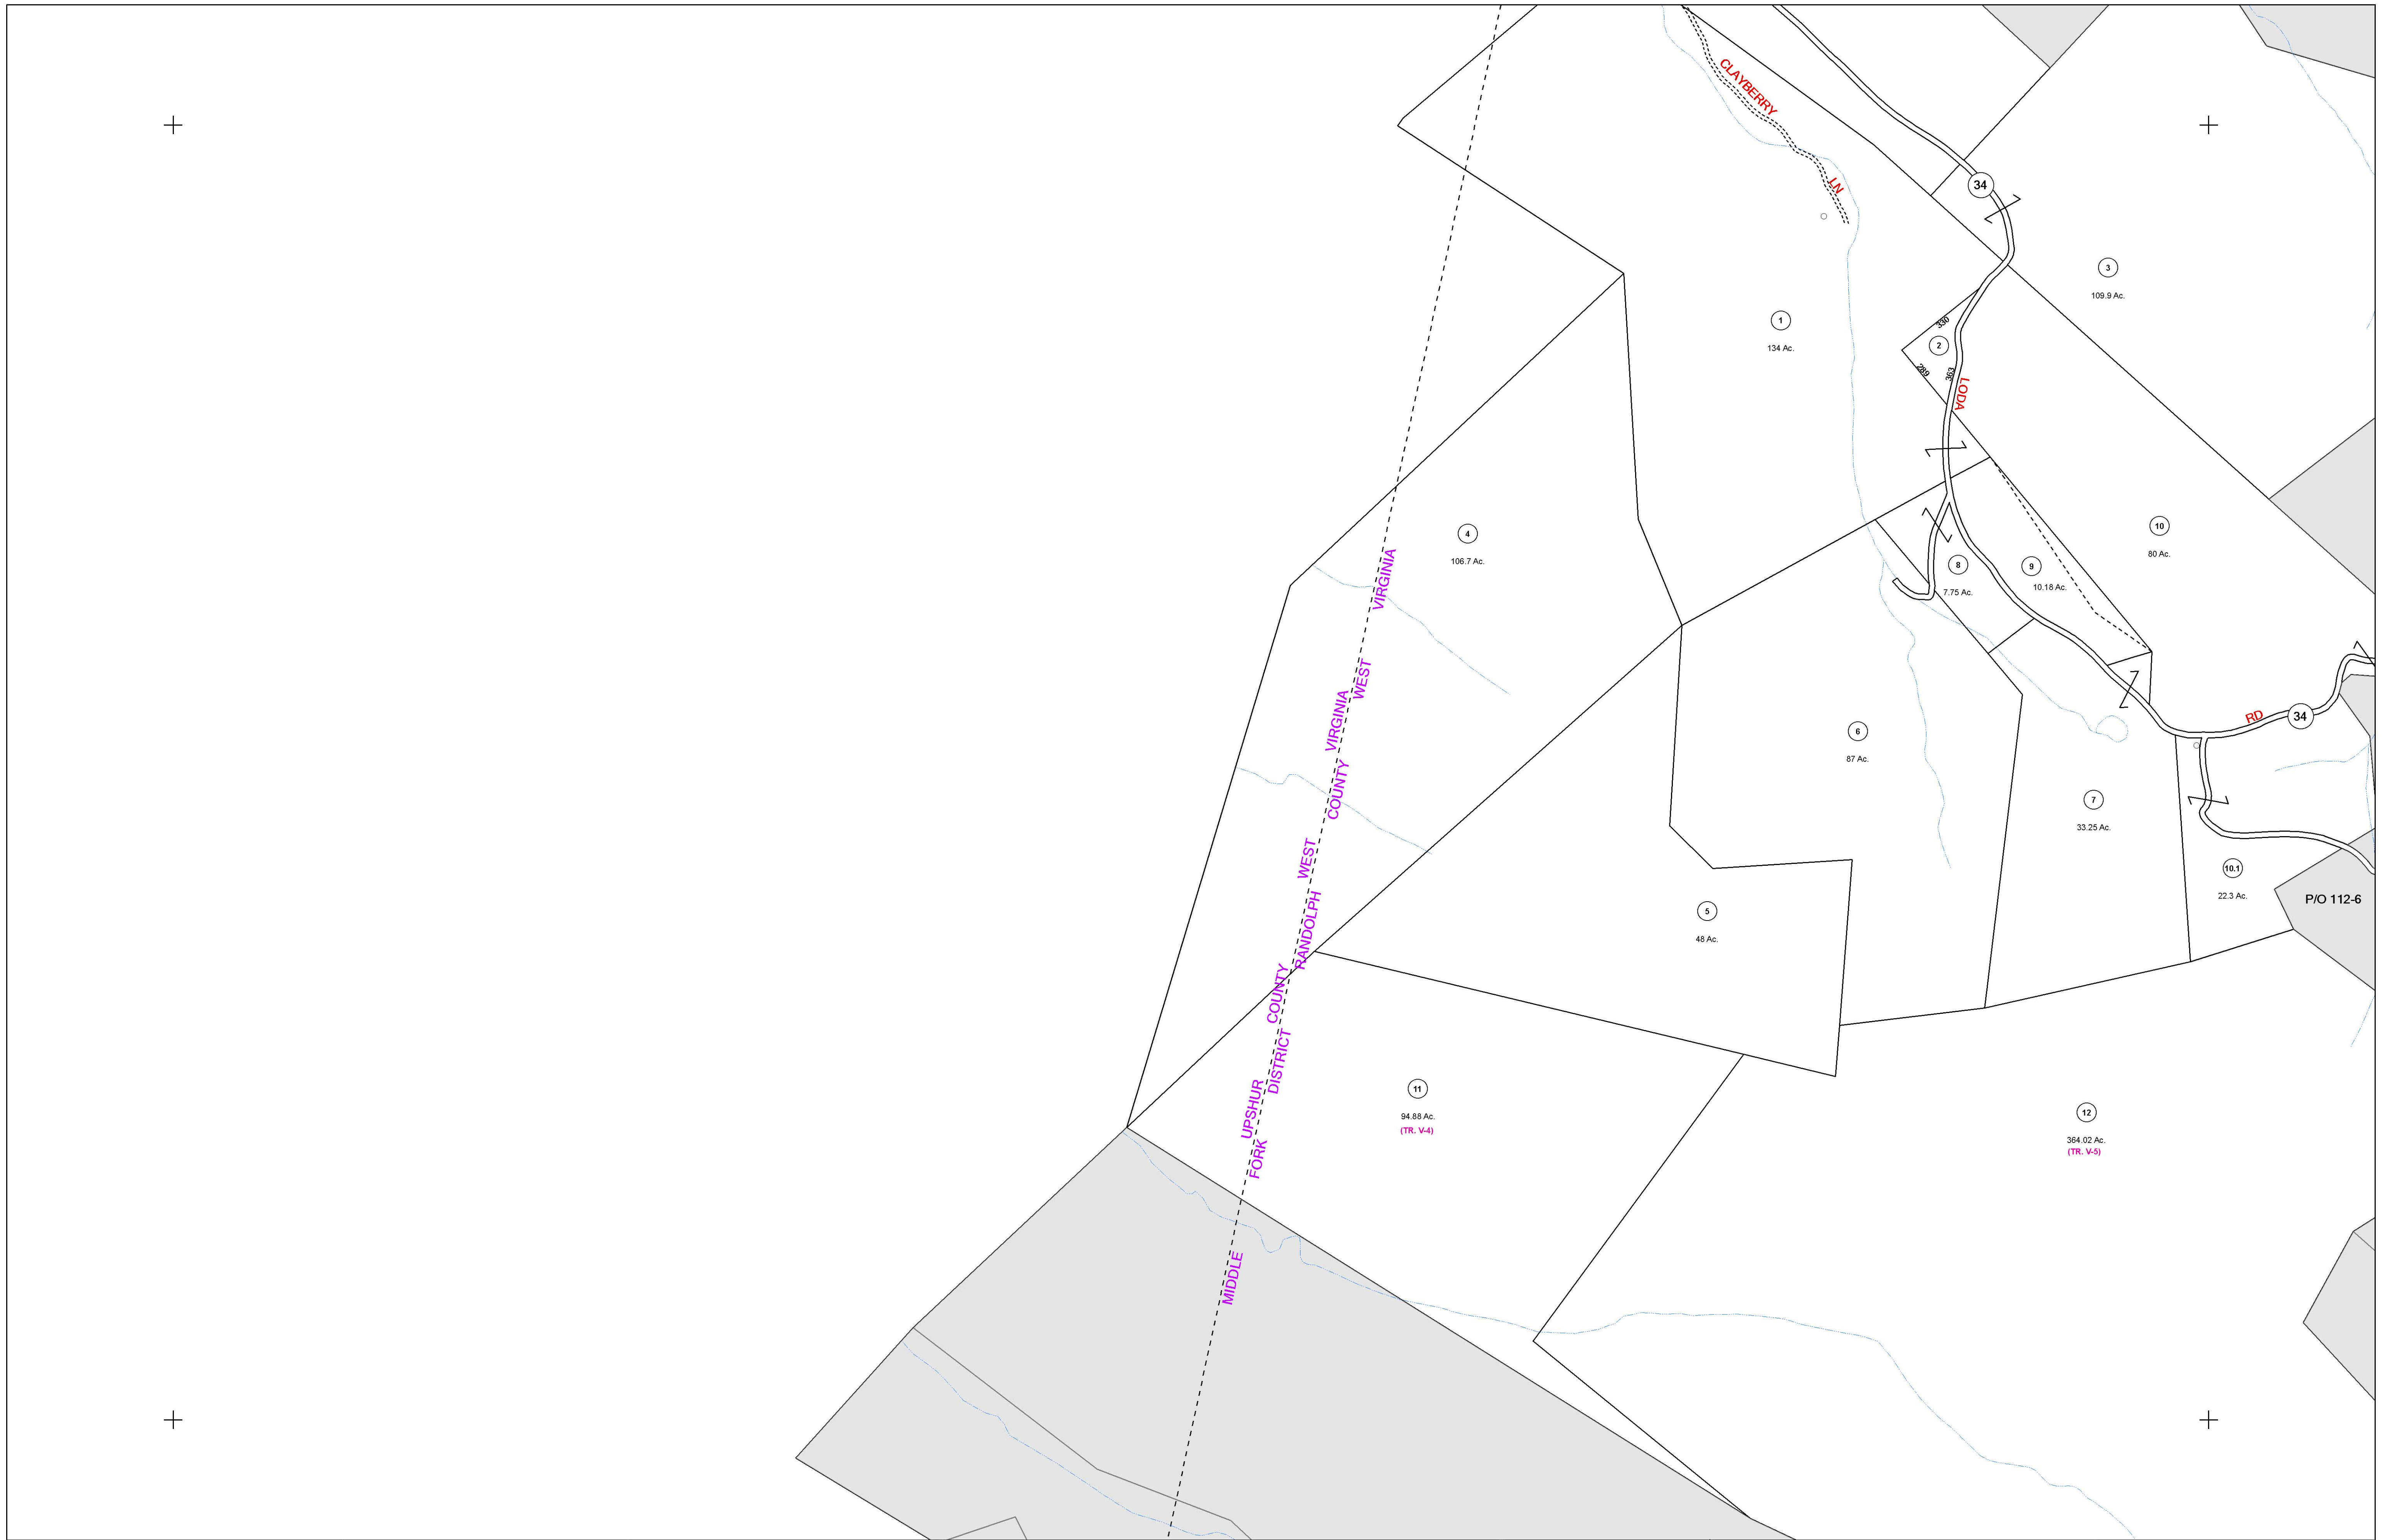 CLAYBERRY
LN
34
3
109.9 Ac.
1
134 Ac.
330
2
289
363
LODA
4
106.7 Ac.
10
80 Ac.
8
7.75 Ac.
9
10.18 Ac.
RD
34
6
87 Ac.
7
33.25 Ac.
10.1
22.3 Ac.
P/O 112-6
5
48 Ac.
11
94.88 Ac.
(TR. V-4)
12
364.02 Ac.
(TR. V-5)
UPSHUR COUNTY WEST VIRGINIA
MIDDLE FORK DISTRICT RANDOLPH COUNTY WEST VIRGINIA